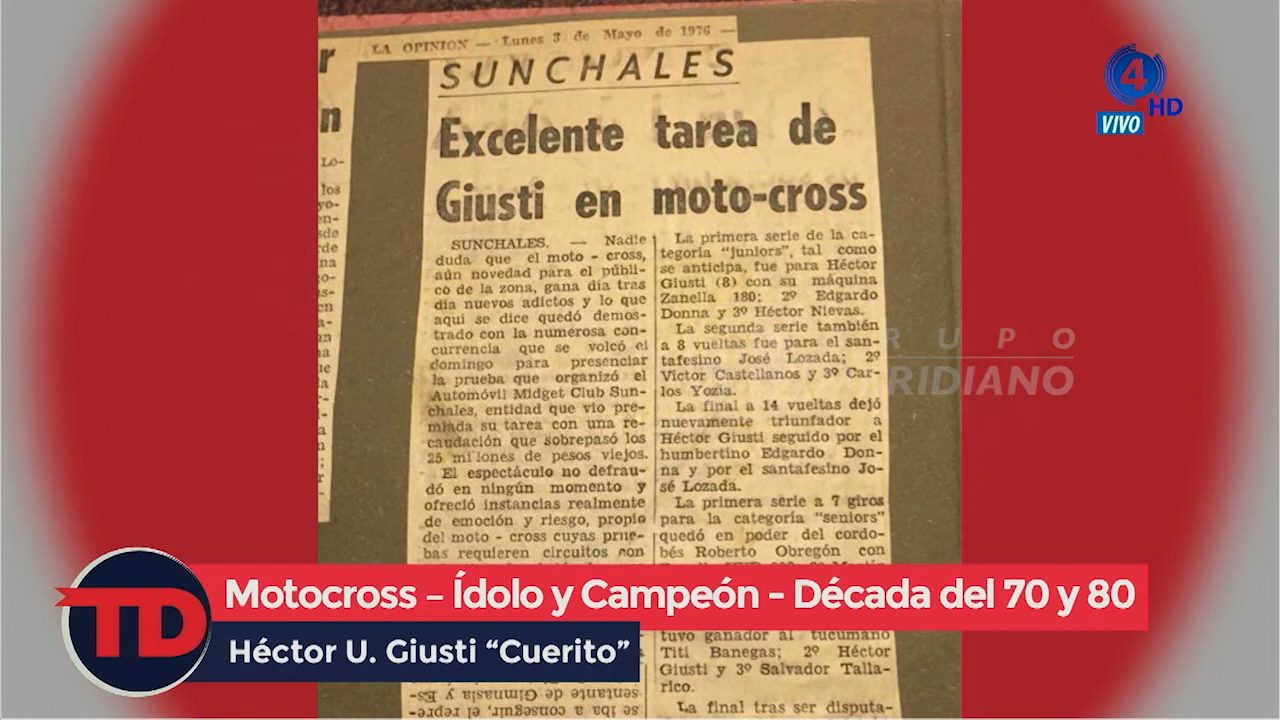 LA OPINION — Lunes 3 de Mayo de 1976 —
SUNCHALES
Excelente tarea de
Giusti en moto-cross
SUNCHALES. — Nadie
duda que el moto - cross,
aún novedad para el públi-
co de la zona, gana día tras
día nuevos adictos y lo que
aquí se dice quedó demos-
trado con la numerosa con-
currencia que se volcó el
domingo para presenciar
la prueba que organizó el
Automóvil Midget Club Sun-
chales, entidad que vio pre-
miada su tarea con una re-
caudación que sobrepasó los
25 millones de pesos viejos.
El espectáculo no defrau-
dó en ningún momento y
ofreció instancias realmente
de emoción y riesgo, propio
del moto - cross cuyas prue-
bas requieren circuitos con
La primera serie de la ca-
tegoría "juniors", tal como
se anticipa, fue para Héctor
Giusti (8) con su máquina
Zanella 180; 2º Edgardo
Donna y 3º Héctor Nievas.
La segunda serie también
a 8 vueltas fue para el san-
tafesino José Lozada; 2º
Victor Castellanos y 3º Car-
los Yozia.
La final a 14 vueltas dejó
nuevamente triunfador a
Héctor Giusti seguido por el
humbertino Edgardo Don-
na y por el santafesino Jo-
sé Lozada.
La primera serie a 7 giros
para la categoría "seniors"
quedó en poder del cordo-
bés Roberto Obregón con
tuvo ganador al tucumano
Titi Banegas; 2º Héctor
Giusti y 3º Salvador Talla-
rico.
La final tras ser disputa-
se iba a conseguir, el repre-
sentante de Gimnasia y Es-
4
HD
VIVO
GRUPO
MERIDIANO
TD
Motocross – Ídolo y Campeón - Década del 70 y 80
Héctor U. Giusti “Cuerito”